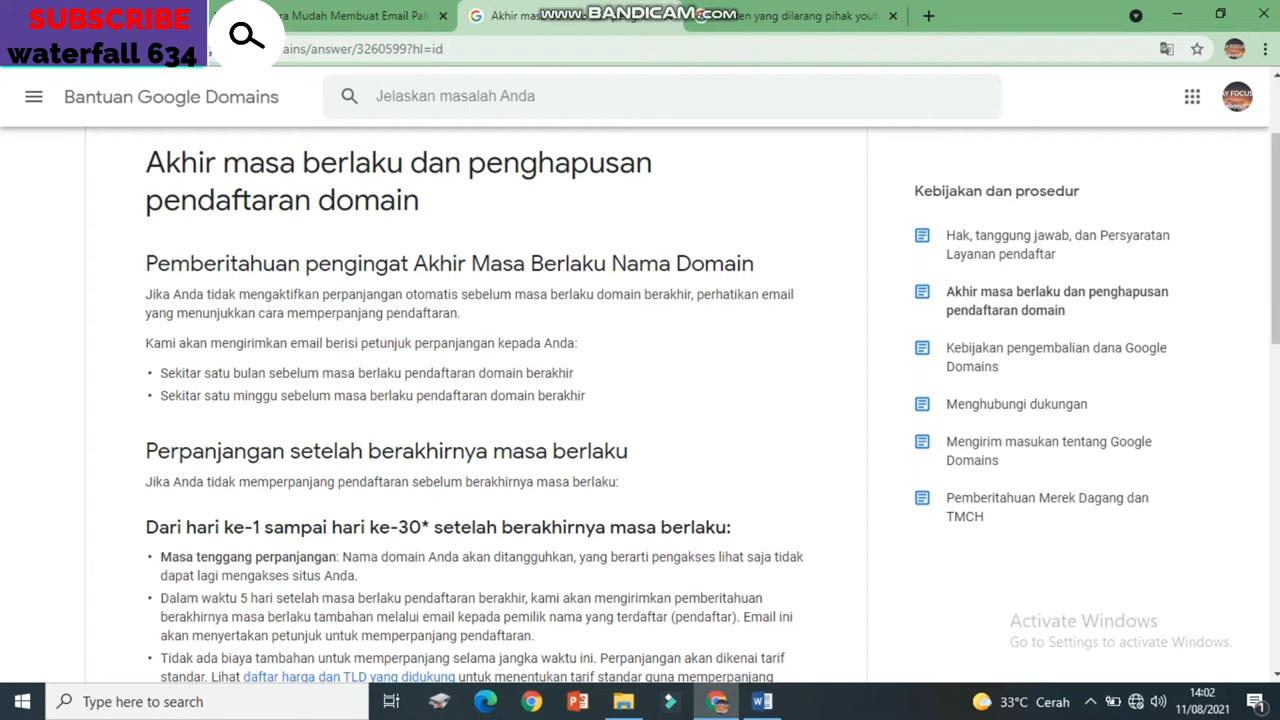 SUBSCRIBE
waterfall 634
ra Mudah Membuat Email Pa
Akhir mas
www.BANDICAM.com
ten yang dilarang pihak yout
ains/answer/3260599?hl=id
Bantuan Google Domains
Jelaskan masalah Anda
AY FOCUS
Akhir masa berlaku dan penghapusan
pendaftaran domain
Pemberitahuan pengingat Akhir Masa Berlaku Nama Domain
Jika Anda tidak mengaktifkan perpanjangan otomatis sebelum masa berlaku domain berakhir, perhatikan email
yang menunjukkan cara memperpanjang pendaftaran.
Kami akan mengirimkan email berisi petunjuk perpanjangan kepada Anda:
• Sekitar satu bulan sebelum masa berlaku pendaftaran domain berakhir
• Sekitar satu minggu sebelum masa berlaku pendaftaran domain berakhir
Perpanjangan setelah berakhirnya masa berlaku
Jika Anda tidak memperpanjang pendaftaran sebelum berakhirnya masa berlaku:
Dari hari ke-1 sampai hari ke-30* setelah berakhirnya masa berlaku:
• Masa tenggang perpanjangan: Nama domain Anda akan ditangguhkan, yang berarti pengakses lihat saja tidak
dapat lagi mengakses situs Anda.
• Dalam waktu 5 hari setelah masa berlaku pendaftaran berakhir, kami akan mengirimkan pemberitahuan
berakhirnya masa berlaku tambahan melalui email kepada pemilik nama yang terdaftar (pendaftar). Email ini
akan menyertakan petunjuk untuk memperpanjang pendaftaran.
• Tidak ada biaya tambahan untuk memperpanjang selama jangka waktu ini. Perpanjangan akan dikenai tarif
standar. Lihat daftar harga dan TLD yang didukung untuk menentukan tarif standar guna memperpanjang
Kebijakan dan prosedur
Hak, tanggung jawab, dan Persyaratan
Layanan pendaftar
Akhir masa berlaku dan penghapusan
pendaftaran domain
Kebijakan pengembalian dana Google
Domains
Menghubungi dukungan
Mengirim masukan tentang Google
Domains
Pemberitahuan Merek Dagang dan
TMCH
Activate Windows
Go to Settings to activate Windows.
Type here to search
33°C Cerah
14:02
11/08/2021
1